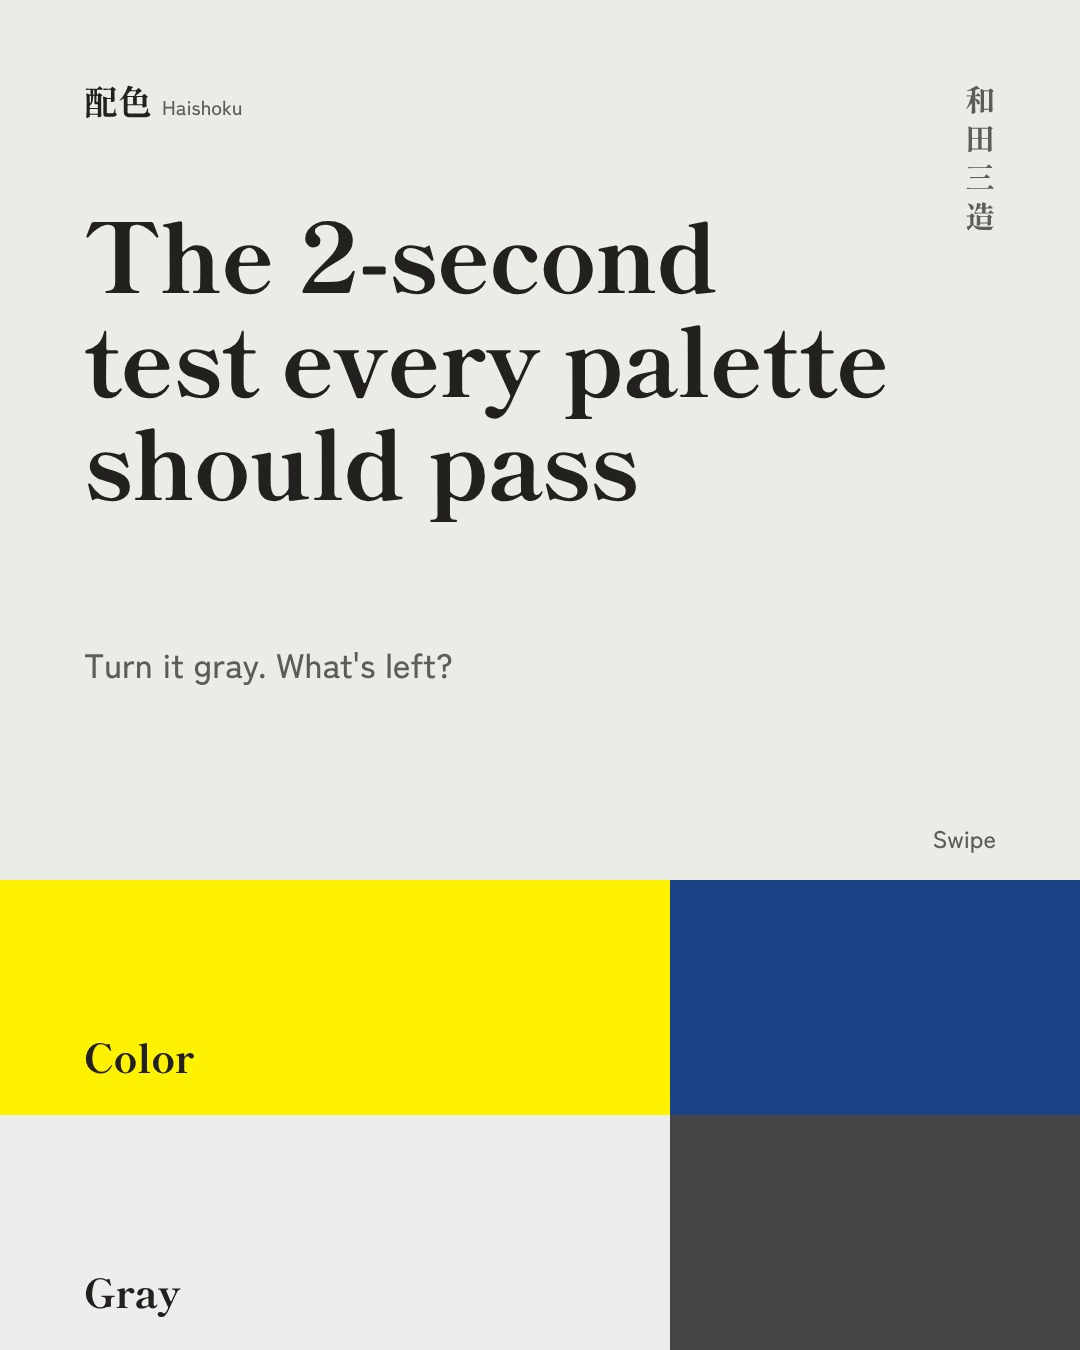 配色 Haishoku
和田三造
The 2-second
test every palette
should pass
Turn it gray. What's left?
Swipe
Color
Gray